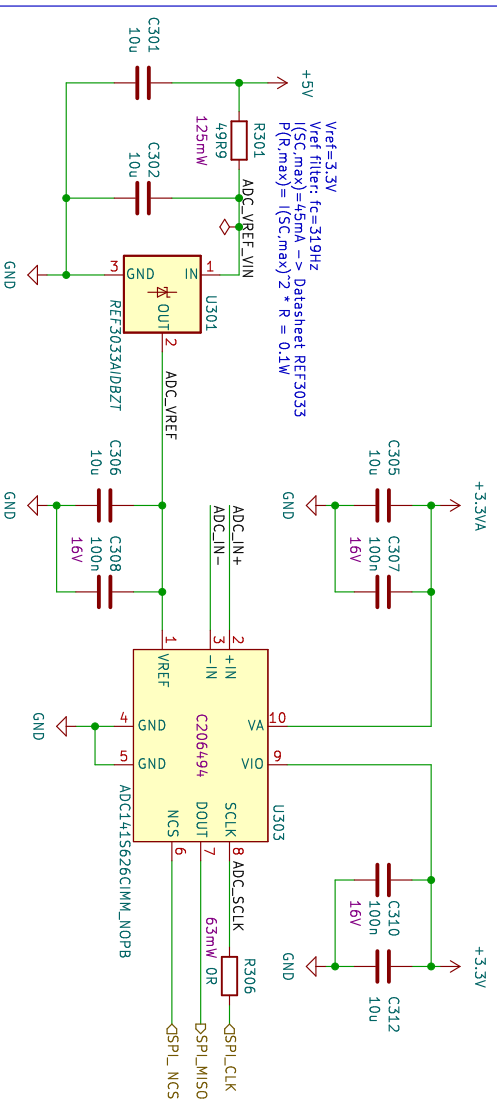 Vref=3.3V
Vref filter: fc=319Hz
I(SC,max)=45mA -> Datasheet REF3033
P(R,max)= I(SC,max)^2 * R = 0.1W
+5V
C301
10u
R301
49R9
125mW
C302
10u
ADC_VREF_VIN
GND
3
GND
IN
1
OUT
2
U301
REF3033AIDBZT
ADC_VREF
C306
10u
C308
100n
16V
GND
ADC_IN+
ADC_IN-
+3.3VA
C305
10u
C307
100n
16V
GND
1
VREF
3
-IN
2
+IN
4
GND
5
GND
GND
10
VA
9
VIO
C206494
U303
ADC141S626CIMM_NOPB
NCS
6
DOUT
7
SCLK
8
ADC_SCLK
R306
0R
63mW
SPI_CLK
SPI_MISO
SPI_NCS
C310
100n
16V
C312
10u
+3.3V
GND